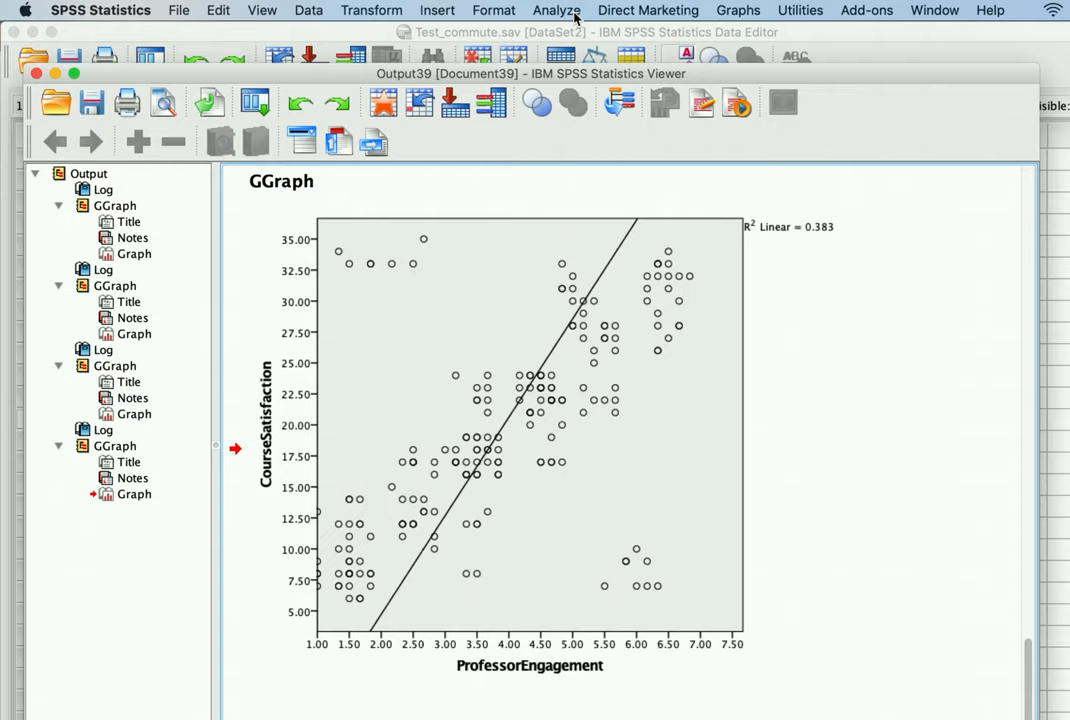 SPSS Statistics File Edit View Data Transform Insert Format Analyze Direct Marketing Graphs Utilities Add-ons Window Help
Test_commute.sav [DataSet2] - IBM SPSS Statistics Data Editor
A
ABC
Output39 [Document39] - IBM SPSS Statistics Viewer
1
isible:
Output
Log
GGraph
Title
Notes
Graph
Log
GGraph
Title
Notes
Graph
Log
GGraph
Title
Notes
Graph
Log
GGraph
Title
Notes
Graph
GGraph
R² Linear = 0.383
35.00
32.50
30.00
27.50
25.00
22.50
20.00
17.50
15.00
12.50
10.00
7.50
5.00
CourseSatisfaction
1.00 1.50 2.00 2.50 3.00 3.50 4.00 4.50 5.00 5.50 6.00 6.50 7.00 7.50
ProfessorEngagement